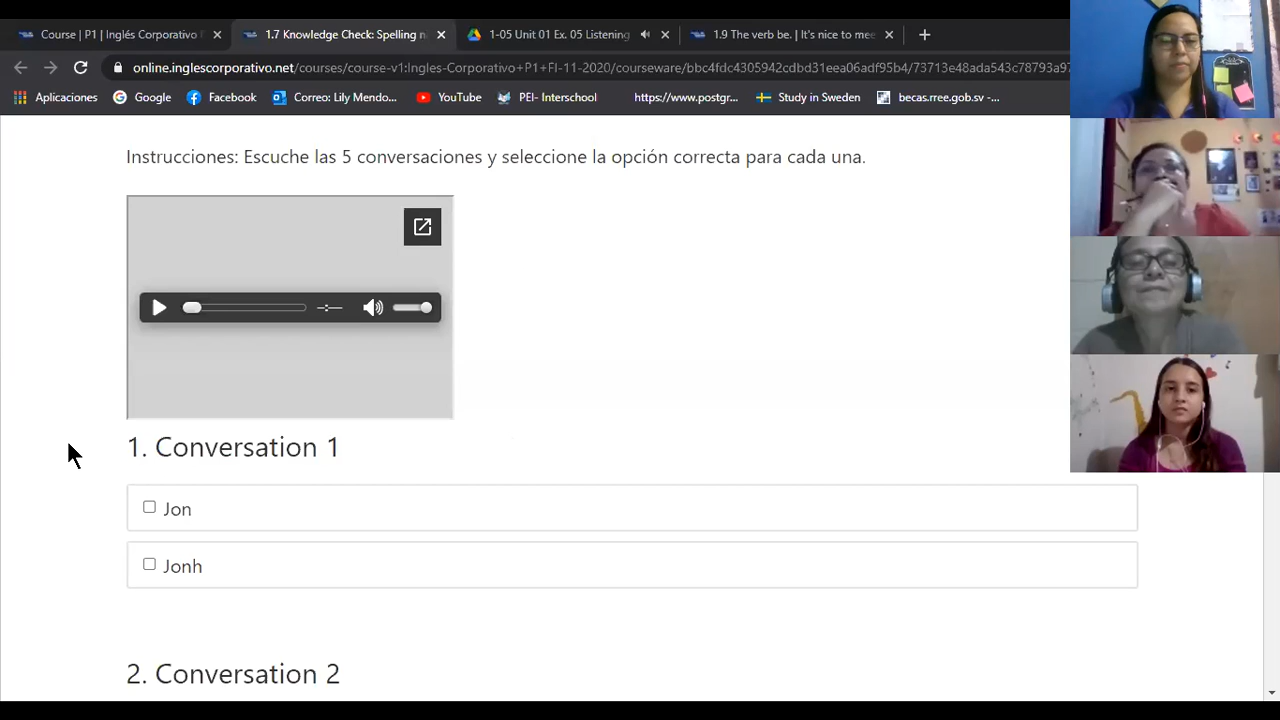 Course | P1 | Inglés Corporativo F
1.7 Knowledge Check: Spelling n
1-05 Unit 01 Ex. 05 Listening
1.9 The verb be. | It's nice to mee
online.inglescorporativo.net/courses/course-v1:Ingles-Corporativo+P1+FI-11-2020/courseware/bbc4fdc4305942cbf131eea06adf95b4/73713e48ada543c78793a97
Aplicaciones
Google
Facebook
Correo: Lily Mendo...
YouTube
PEI- Interschool
https://www.postgr...
Study in Sweden
becas.rree.gob.sv -...
Instrucciones: Escuche las 5 conversaciones y seleccione la opción correcta para cada una.
1. Conversation 1
Jon
Jonh
2. Conversation 2